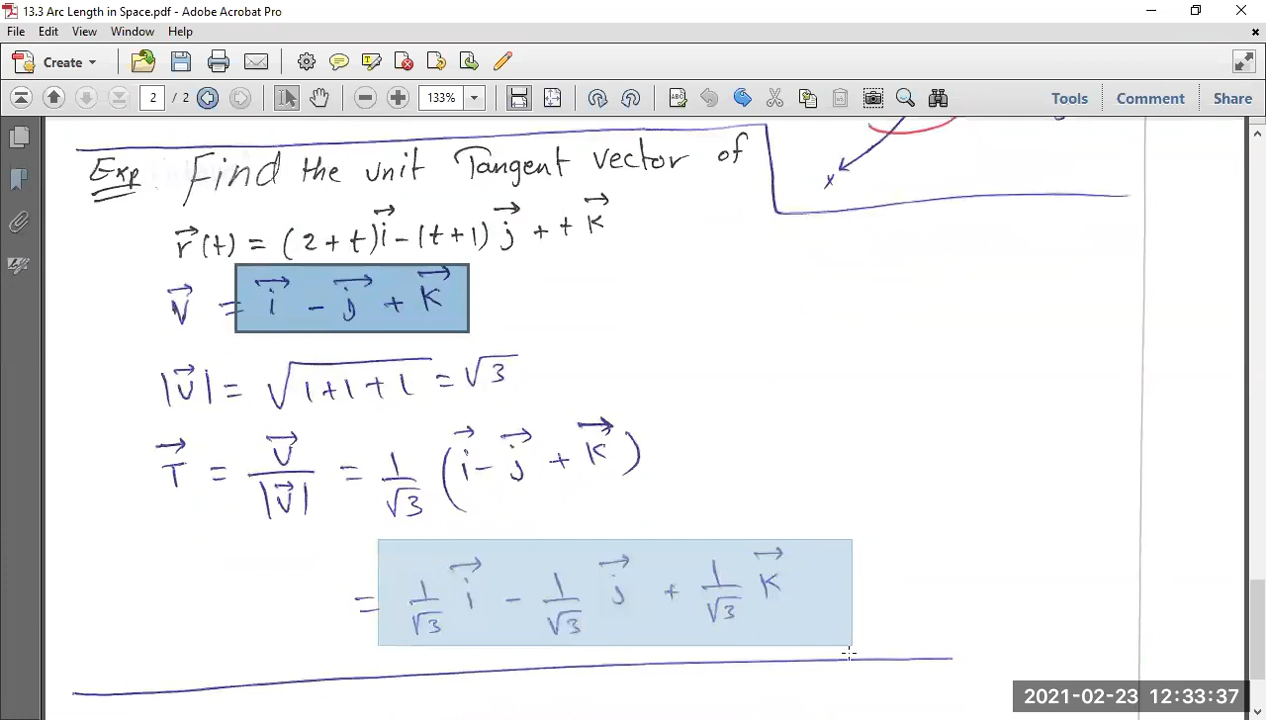 13.3 Arc Length in Space.pdf - Adobe Acrobat Pro
File Edit View Window Help
Create
2 / 2 133% Tools Comment Share
Exp. Find the unit Tangent vector of
r⃗(t) = (2+t)i⃗ - (t+1)j⃗ + t k⃗
V⃗ = i⃗ - j⃗ + k⃗
|V⃗| = √(1+1+1) = √3
T⃗ = V⃗/|V⃗| = 1/√3 (i⃗ - j⃗ + k⃗)
= 1/√3 i⃗ - 1/√3 j⃗ + 1/√3 k⃗
x
2021-02-23 12:33:37